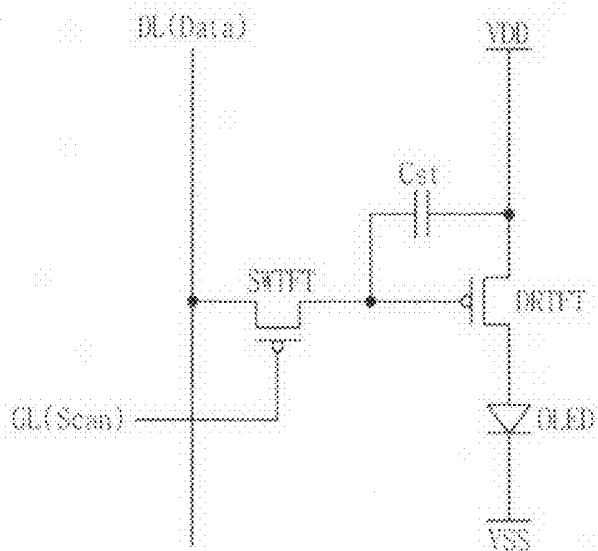 DL(Data)
VDD
Cst
SWTFT
DRTFT
GL(Scan)
OLED
VSS